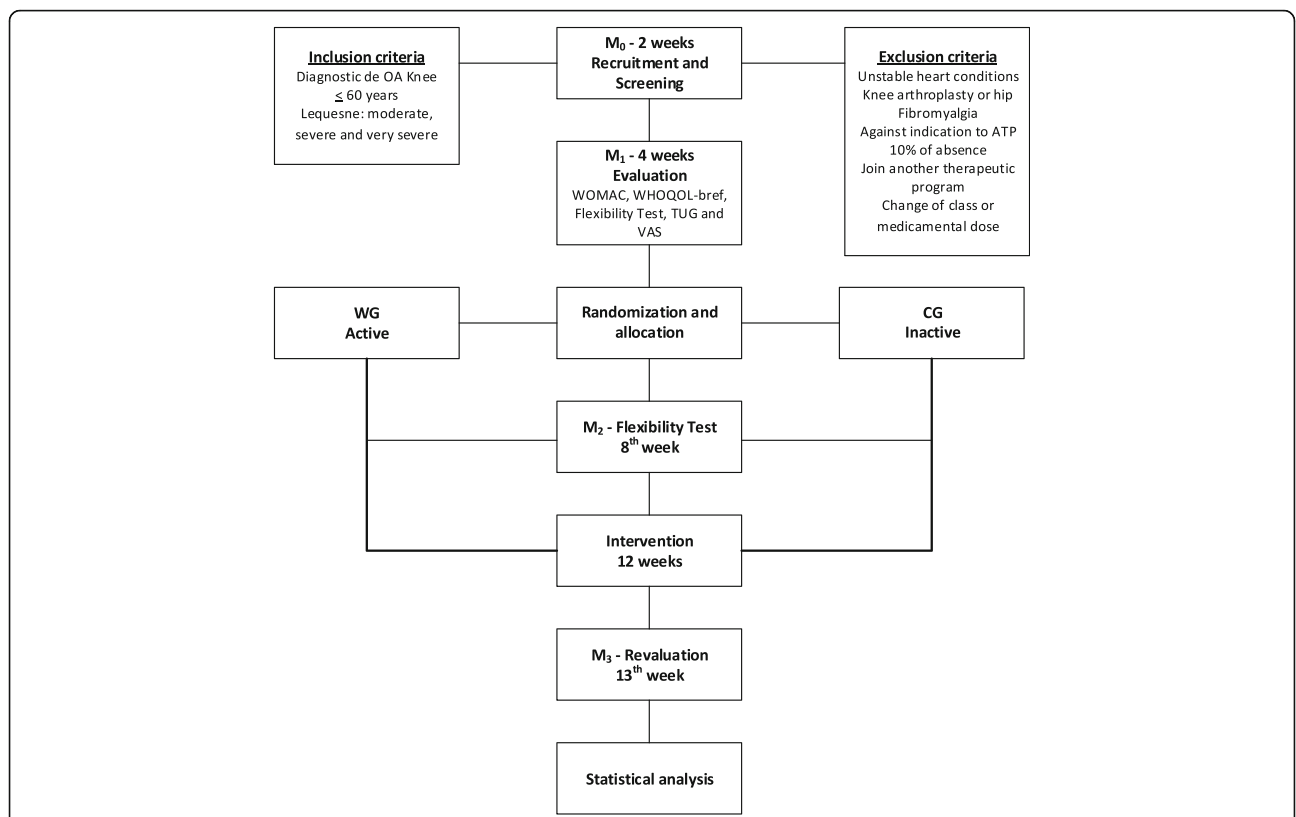 Inclusion criteria
Diagnostic de OA Knee
≤ 60 years
Lequesne: moderate,
severe and very severe
M₀ - 2 weeks
Recruitment and
Screening
Exclusion criteria
Unstable heart conditions
Knee arthroplasty or hip
Fibromyalgia
Against indication to ATP
10% of absence
Join another therapeutic
program
Change of class or
medicamental dose
M₁ - 4 weeks
Evaluation
WOMAC, WHOQOL-bref,
Flexibility Test, TUG and
VAS
WG
Active
Randomization and
allocation
CG
Inactive
M₂ - Flexibility Test
8th week
Intervention
12 weeks
M₃ - Revaluation
13th week
Statistical analysis